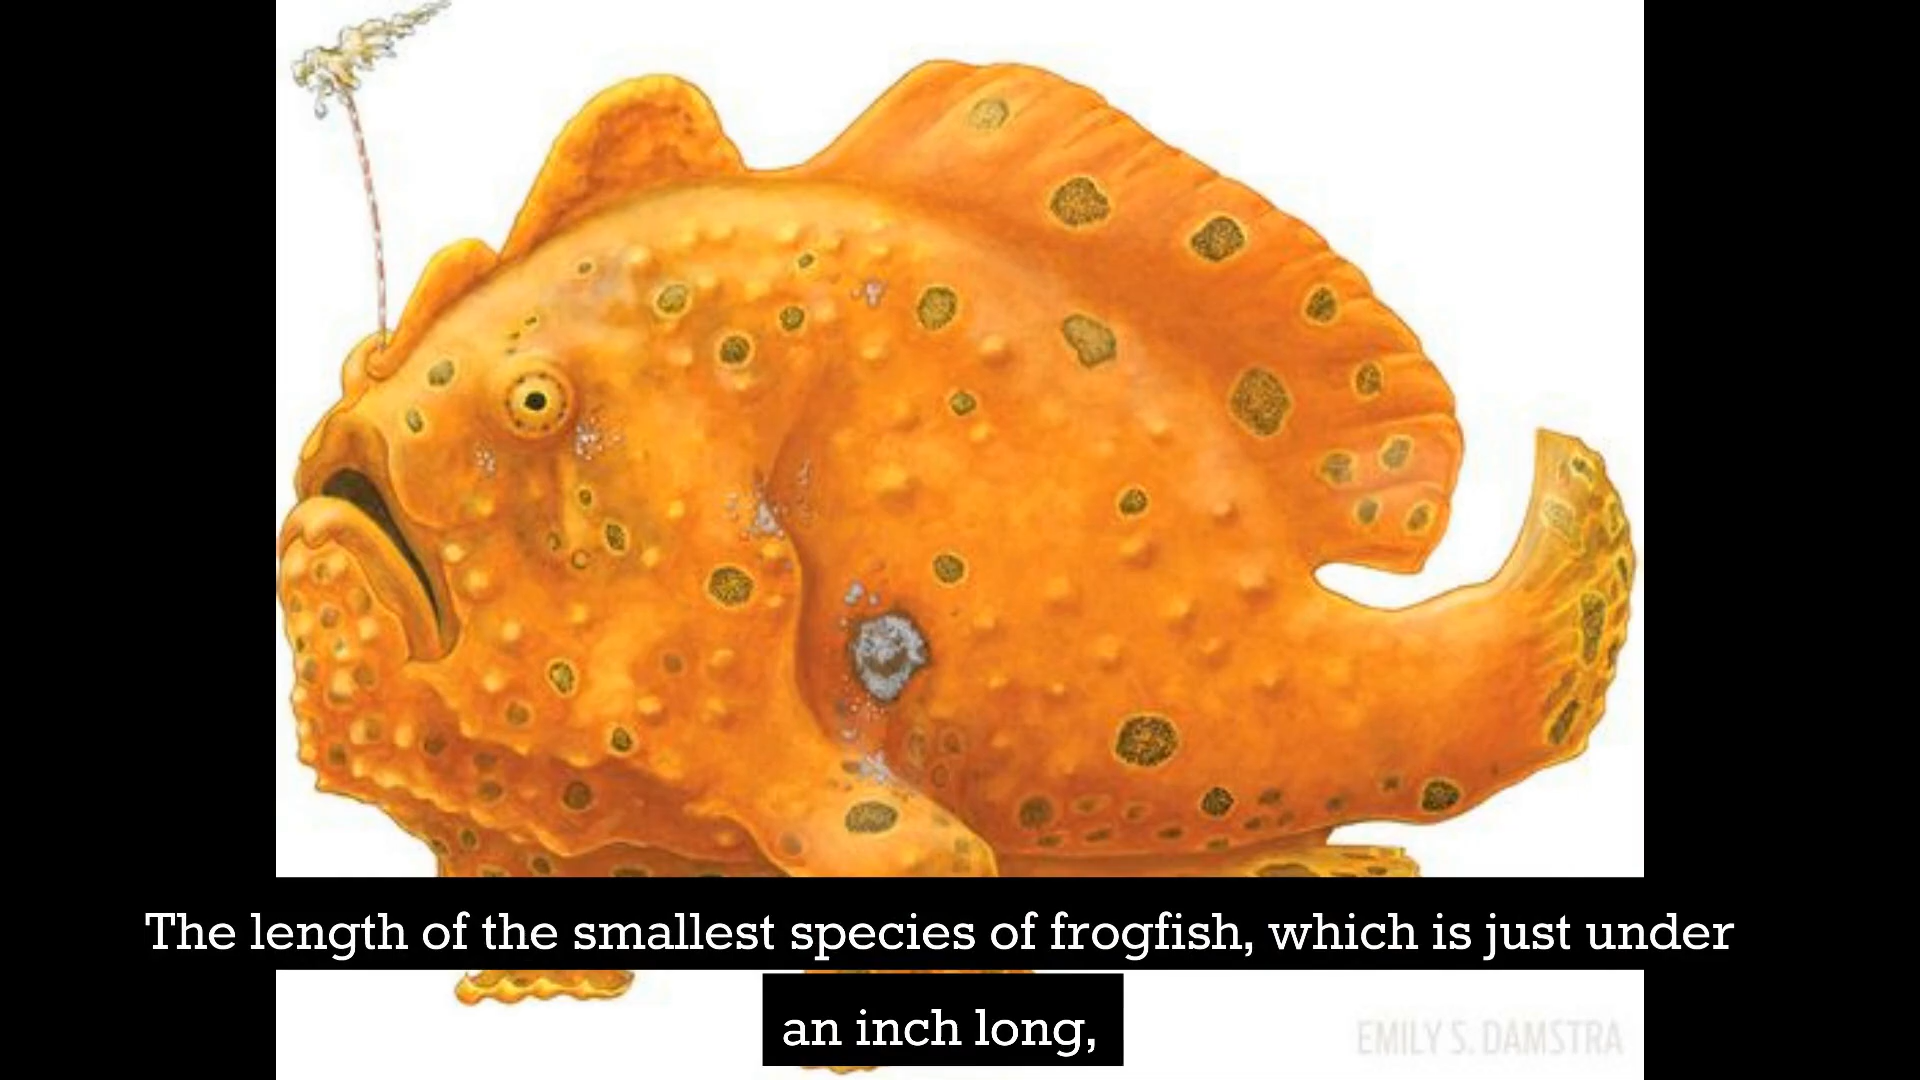 The length of the smallest species of frogfish, which is just under
an inch long,
EMILY S. DAMSTRA